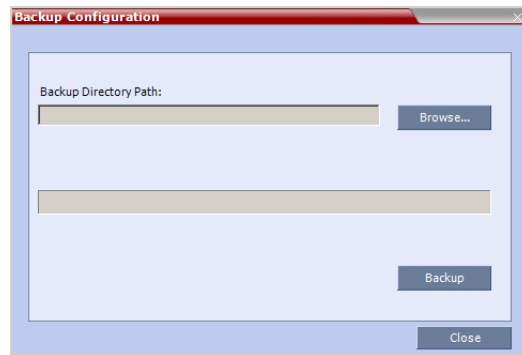 Backup Configuration
Backup Directory Path:
Browse...
Backup
Close